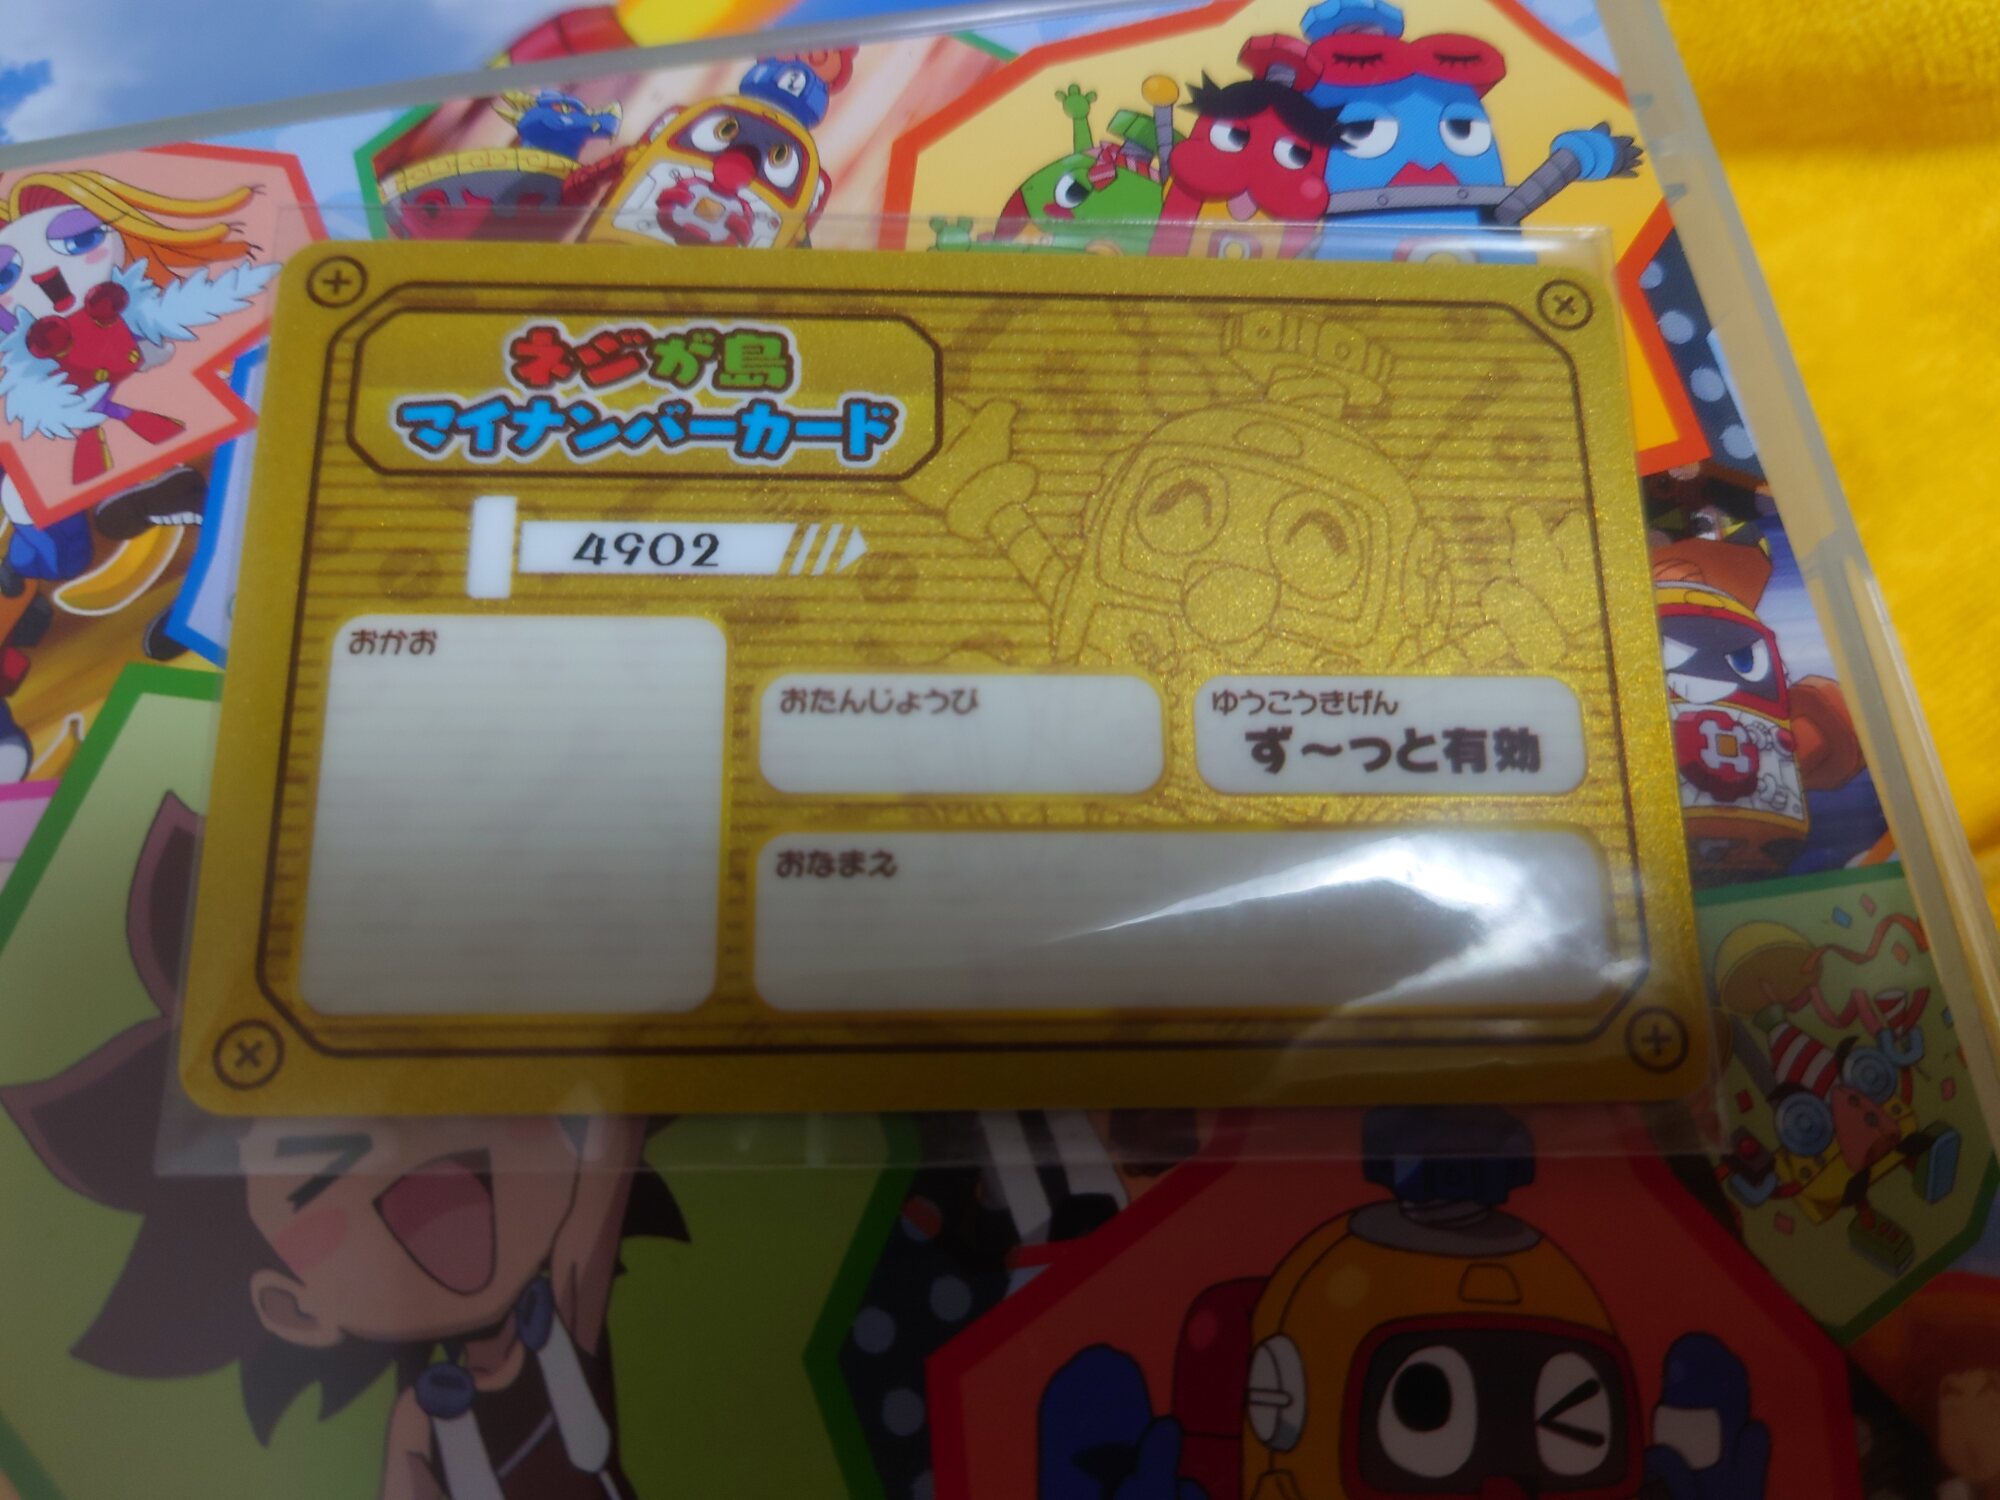 ネジが島
マイナンバーカード
4902
おかお
おたんじょうび
ゆうこうきげん
ず〜っと有効
おなまえ